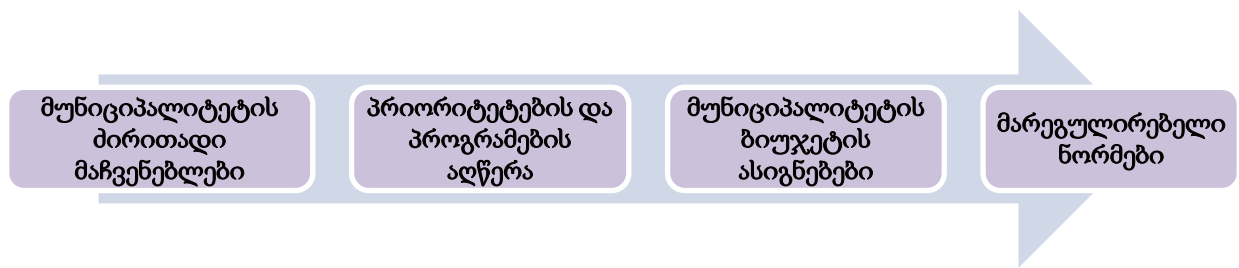 მუნიციპალიტეტის
ძირითადი
მაჩვენებლები
პრიორიტეტების და
პროგრამების
აღწერა
მუნიციპალიტეტის
ბიუჯეტის
ასიგნებები
მარეგულირებელი
ნორმები